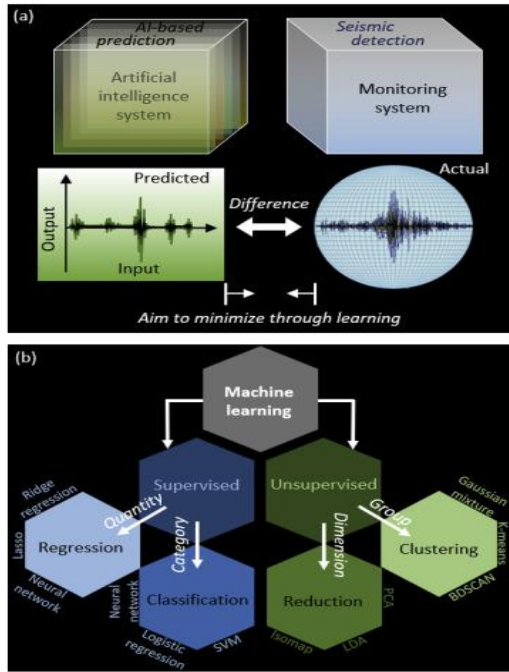 (a)
AI-based
prediction
Artificial
intelligence
system
Seismic
detection
Monitoring
system
Actual
Predicted
Output
Input
Difference
Aim to minimize through learning
(b)
Machine
learning
Supervised
Unsupervised
Quantity
Category
Dimension
Group
Ridge
regression
Lasso
Neural
network
Regression
Neural
network
Logistic
regression
SVM
Classification
Reduction
Isomap
LDA
PCA
Clustering
Gaussian
mixture
K-means
BDSCAN